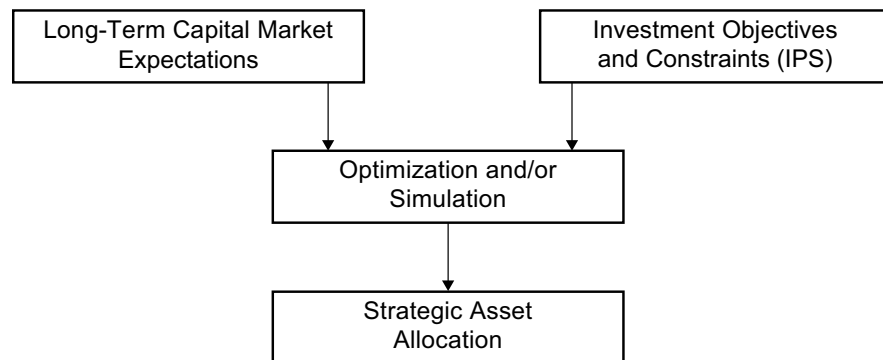 Long-Term Capital Market
Expectations
Investment Objectives
and Constraints (IPS)
Optimization and/or
Simulation
Strategic Asset
Allocation